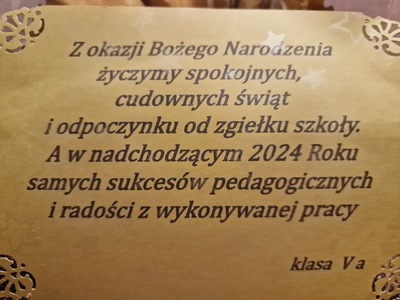 Z okazji Bożego Narodzenia
życzymy spokojnych,
cudownych świąt
i odpoczynku od zgiełku szkoły.
A w nadchodzącym 2024 Roku
samych sukcesów pedagogicznych
i radości z wykonywanej pracy
klasa V a